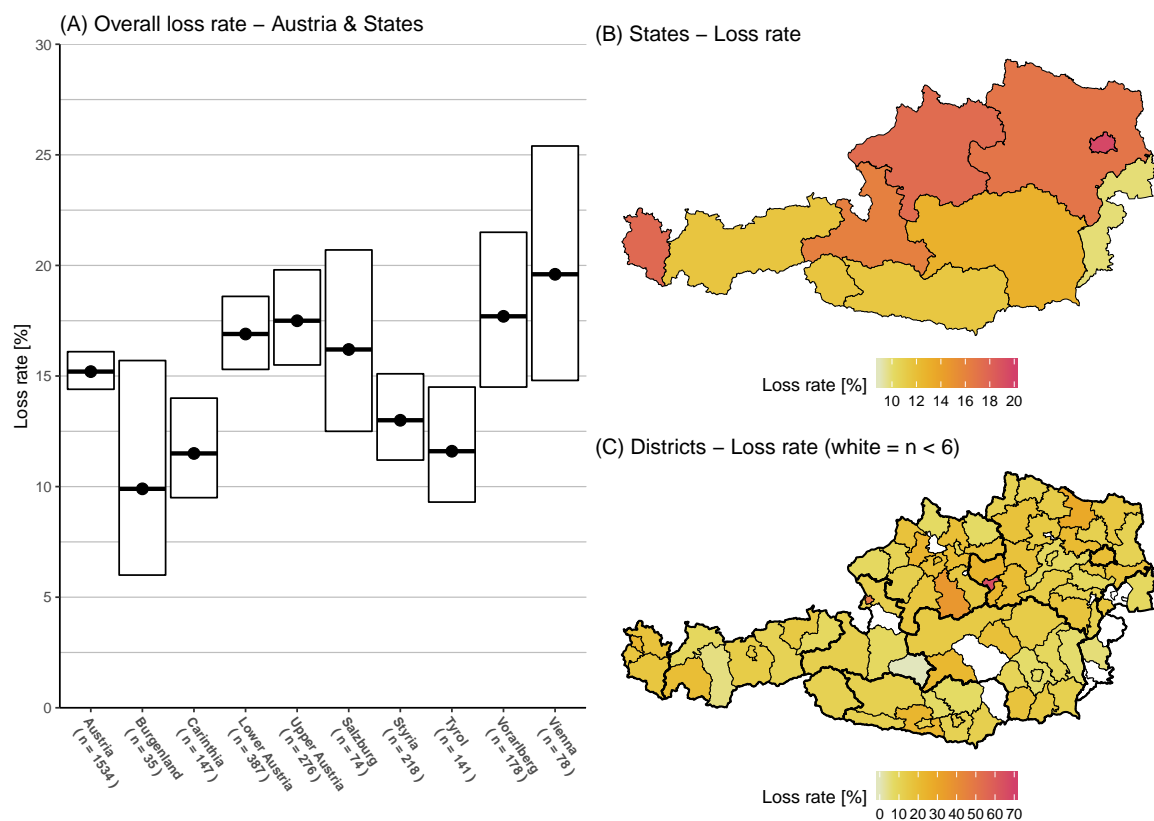 (A) Overall loss rate – Austria & States
30
25
20
15
10
5
0
Loss rate [%]
Austria
( n = 1534 )
Burgenland
( n = 35 )
Carinthia
( n = 147 )
Lower Austria
( n = 387 )
Upper Austria
( n = 276 )
Salzburg
( n = 74 )
Styria
( n = 218 )
Tyrol
( n = 141 )
Vorarlberg
( n = 178 )
Vienna
( n = 78 )
(B) States – Loss rate
Loss rate [%]
10 12 14 16 18 20
(C) Districts – Loss rate (white = n < 6)
Loss rate [%]
0 10 20 30 40 50 60 70